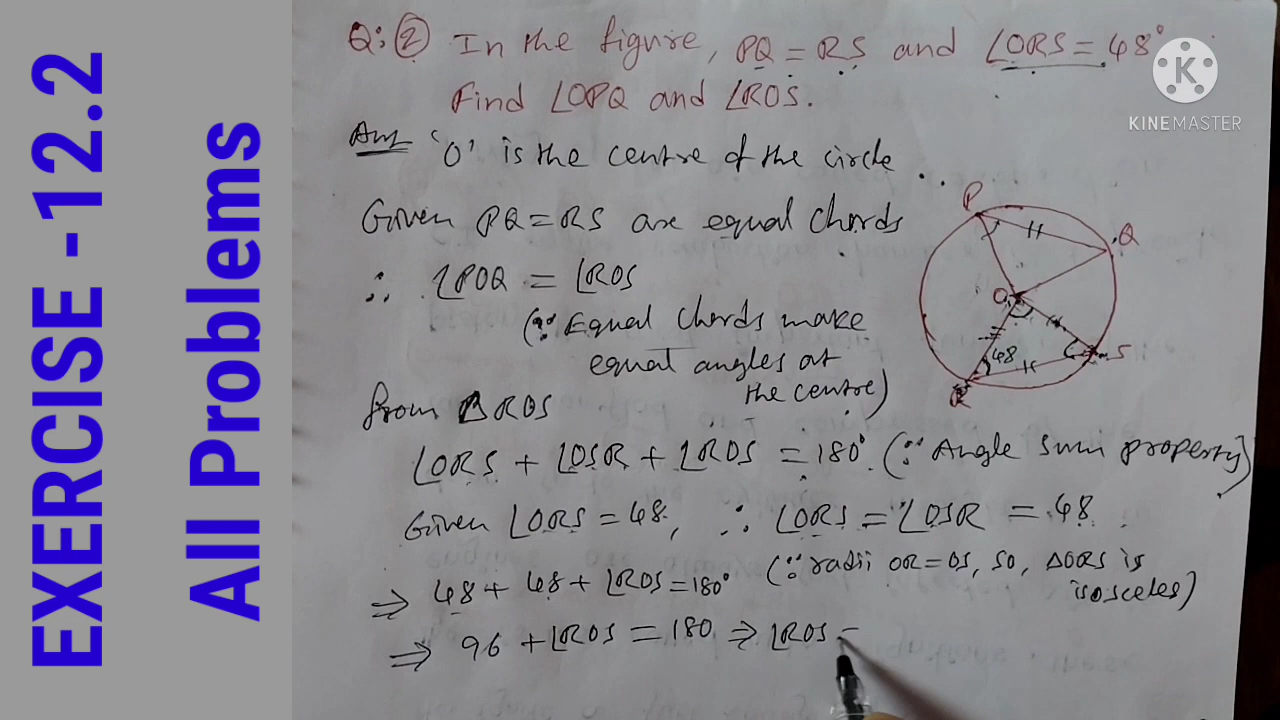 EXERCISE -12.2
All Problems
Q:② In the figure, PQ = RS and ∠ORS = 48°
Find ∠OPQ and ∠ROS.
KINEMASTER
Ans 'O' is the centre of the circle
Given PQ = RS are equal chords
∴ ∠POQ = ∠ROS
(∵ Equal chords make
equal angles at
the centre)
P
Q
O
48
S
R
from ΔROS
∠ORS + ∠OSR + ∠ROS = 180° (∵ Angle sum property)
Given ∠ORS = 48, ∴ ∠ORS = ∠OSR = 48
(∵ radii OR = OS, so, ΔORS is
isosceles)
⇒ 48 + 48 + ∠ROS = 180°
⇒ 96 + ∠ROS = 180 ⇒ ∠ROS =